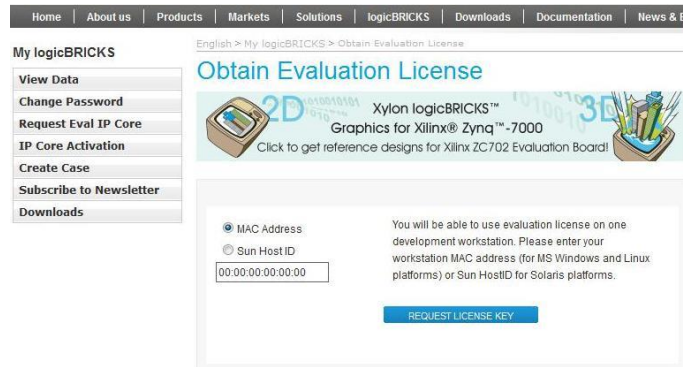 Home | About us | Products | Markets | Solutions | logicBRICKS | Downloads | Documentation | News & E
My logicBRICKS
View Data
Change Password
Request Eval IP Core
IP Core Activation
Create Case
Subscribe to Newsletter
Downloads
English > My logicBRICKS > Obtain Evaluation License
Obtain Evaluation License
2D
3D
Xylon logicBRICKS™
Graphics for Xilinx® Zynq™-7000
Click to get reference designs for Xilinx ZC702 Evaluation Board!
MAC Address
Sun Host ID
00:00:00:00:00:00
You will be able to use evaluation license on one
development workstation. Please enter your
workstation MAC address (for MS Windows and Linux
platforms) or Sun HostID for Solaris platforms.
REQUEST LICENSE KEY